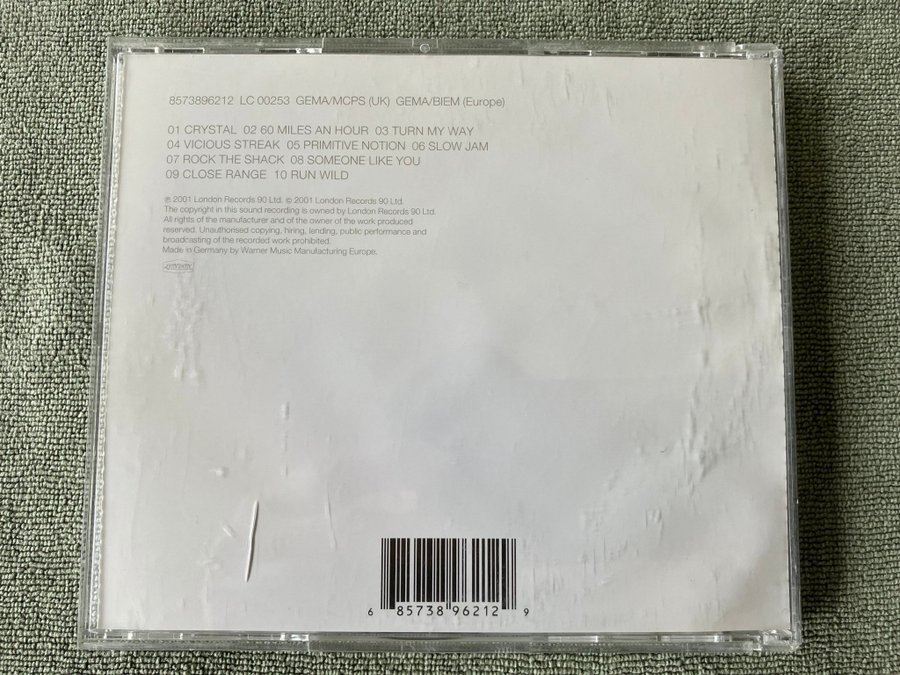 8573896212 LC 00253 GEMA/MCPS (UK) GEMA/BIEM (Europe)
01 CRYSTAL 02 60 MILES AN HOUR 03 TURN MY WAY
04 VICIOUS STREAK 05 PRIMITIVE NOTION 06 SLOW JAM
07 ROCK THE SHACK 08 SOMEONE LIKE YOU
09 CLOSE RANGE 10 RUN WILD
℗ 2001 London Records 90 Ltd. © 2001 London Records 90 Ltd.
The copyright in this sound recording is owned by London Records 90 Ltd.
All rights of the manufacturer and of the owner of the work produced
reserved. Unauthorised copying, hiring, lending, public performance and
broadcasting of the recorded work prohibited.
Made in Germany by Warner Music Manufacturing Europe.
6 85738 96212 9